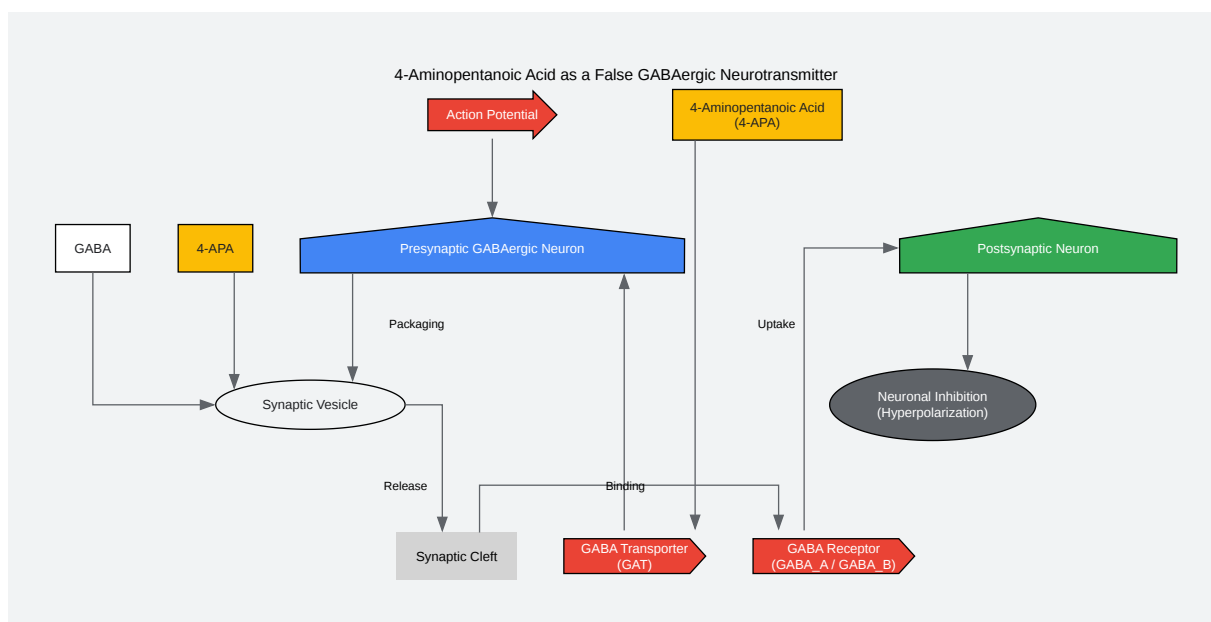 4-Aminopentanoic Acid as a False GABAergic Neurotransmitter
Action Potential
4-Aminopentanoic Acid
(4-APA)
GABA
4-APA
Presynaptic GABAergic Neuron
Postsynaptic Neuron
Packaging
Uptake
Synaptic Vesicle
Neuronal Inhibition
(Hyperpolarization)
Release
Binding
Synaptic Cleft
GABA Transporter
(GAT)
GABA Receptor
(GABA_A / GABA_B)